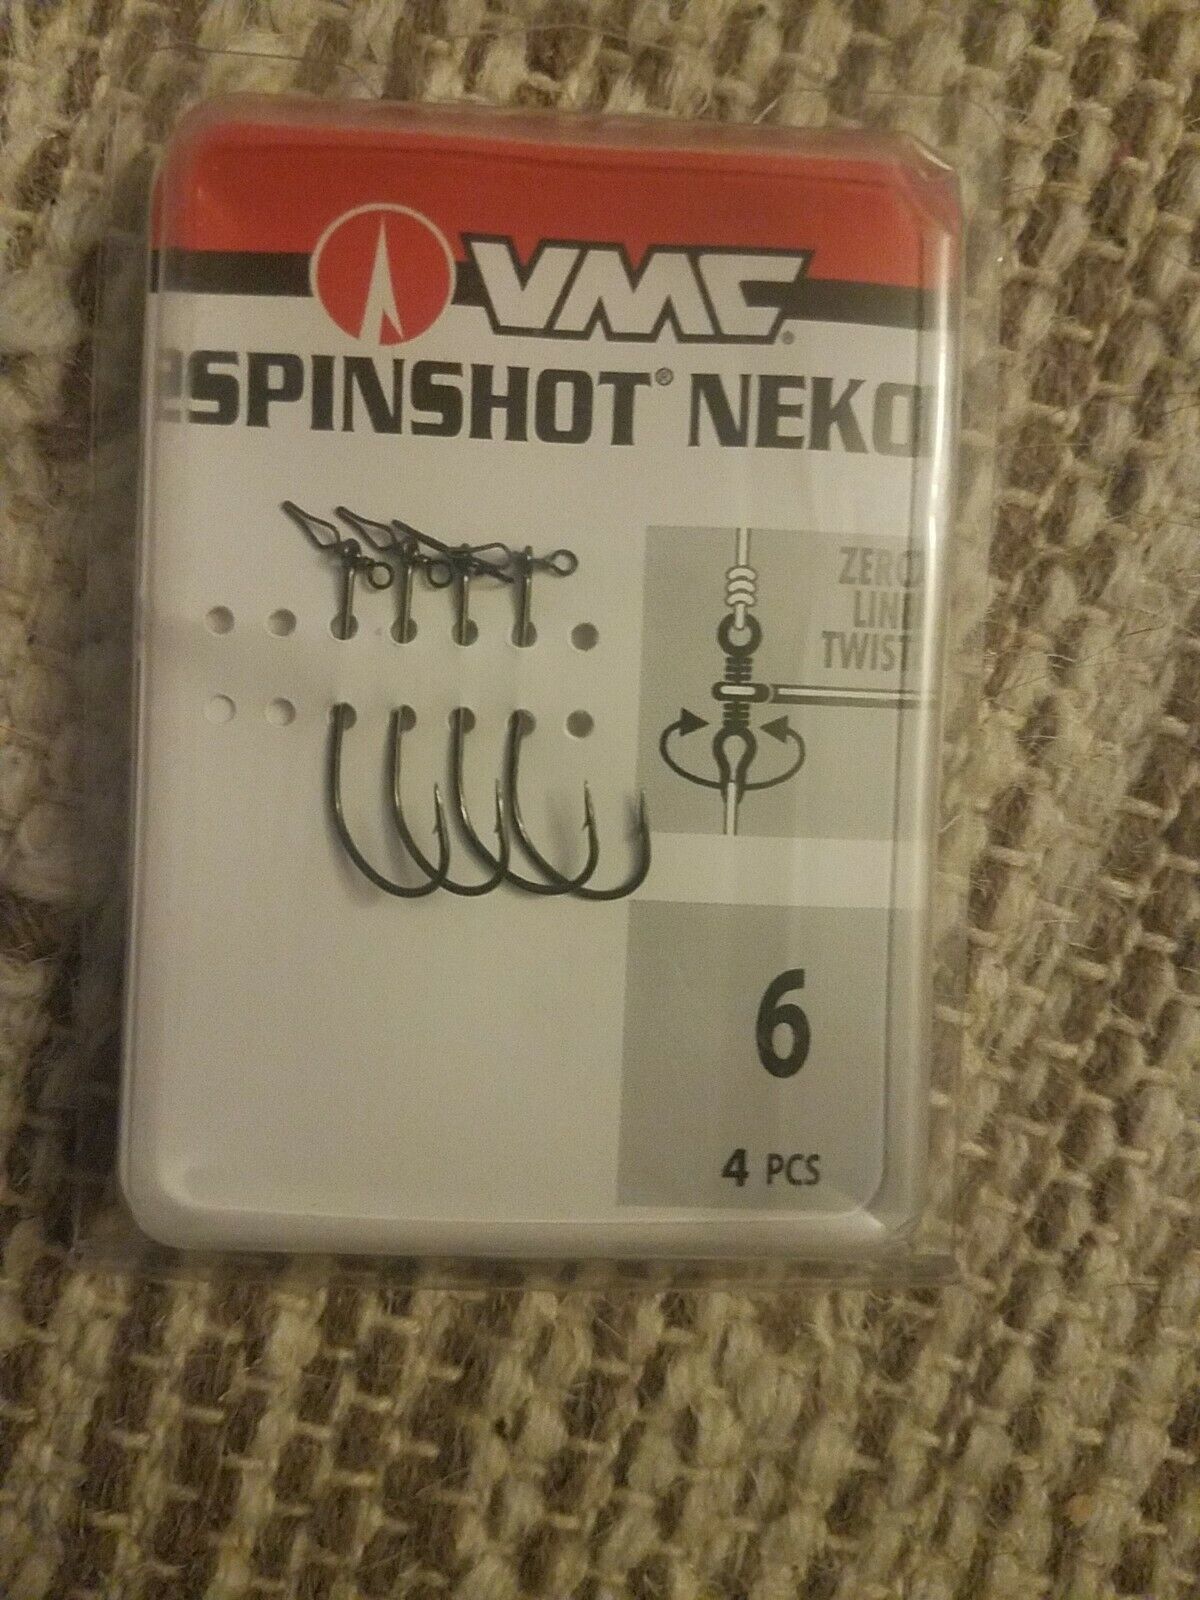 VMC®
SPINSHOT® NEKO
ZERO
LINE
TWIST
6
4 PCS